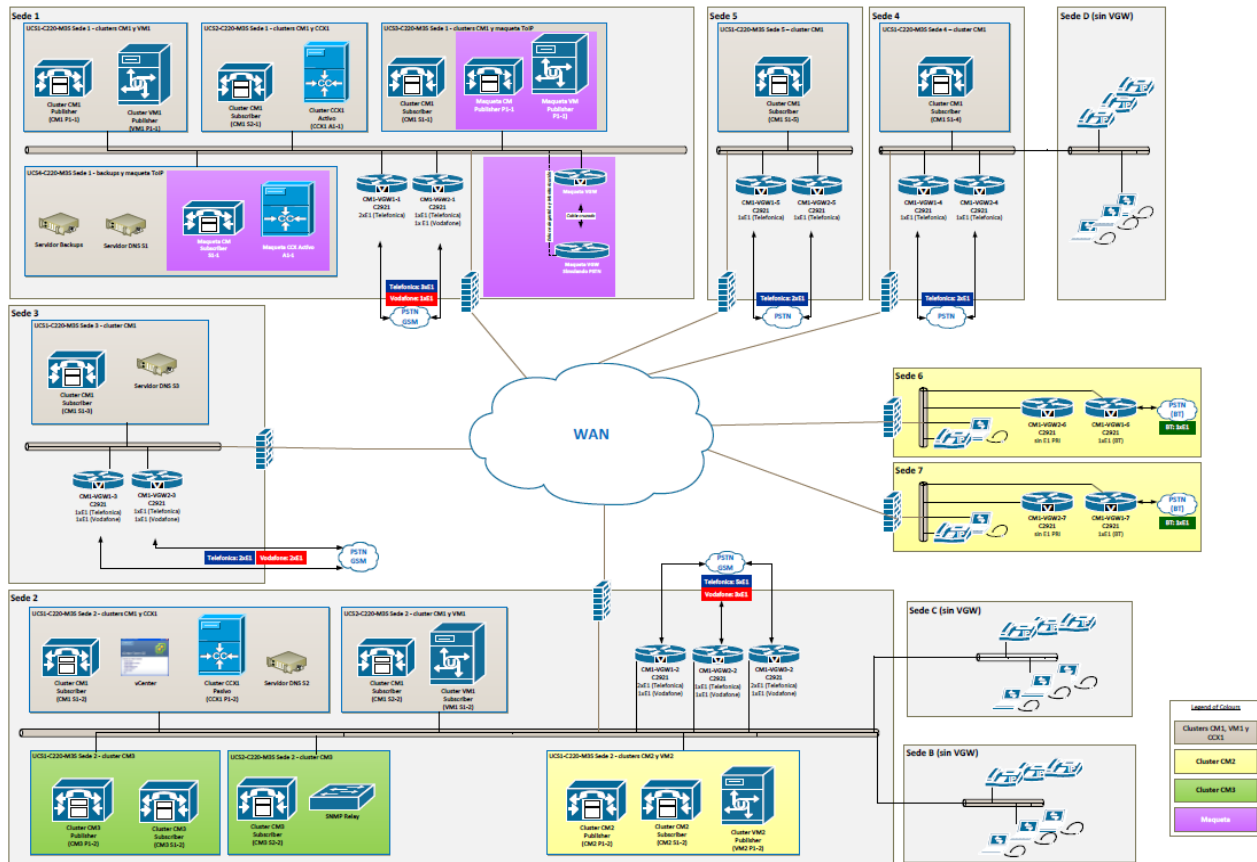 Sede 1
UCS1-C220-M3S Sede 1 - clusters CM1 y VM1
Cluster CM1
Publisher
(CM1 P1-1)
Cluster VM1
Publisher
(VM1 P1-1)
UCS2-C220-M3S Sede 1 - clusters CM1 y CCX1
Cluster CM1
Subscriber
(CM1 S2-1)
CC
Cluster CCX1
Activo
(CCX1 A1-1)
UCS3-C220-M3S Sede 1 - clusters CM1 y maqueta ToIP
Cluster CM1
Subscriber
(CM1 S1-1)
Maqueta CM
Publisher P1-1
Maqueta VM
Publisher
P1-1)
UCS4-C220-M3S Sede 1 - backups y maqueta ToIP
Servidor Backups
Servidor DNS S1
Maqueta CM
Subscriber
S1-1
CC
Maqueta CCX Activo
A1-1
CM1-VGW1-1
C2921
2xE1 (Telefonica)
CM1-VGW2-1
C2921
1xE1 (Telefonica)
1x E1 (Vodafone)
Telefonica: 3xE1
Vodafone: 1xE1
PSTN
GSM
Maqueta VGW
Cable cruzado
Maqueta VGW
Simulando PSTN
Sede 5
UCS1-C220-M3S Sede 5 – cluster CM1
Cluster CM1
Subscriber
(CM1 S1-5)
CM1-VGW1-5
C2921
1xE1 (Telefonica)
CM1-VGW2-5
C2921
1xE1 (Telefonica)
Telefonica: 2xE1
PSTN
Sede 4
UCS1-C220-M3S Sede 4 – cluster CM1
Cluster CM1
Subscriber
(CM1 S1-4)
CM1-VGW1-4
C2921
1xE1 (Telefonica)
CM1-VGW2-4
C2921
1xE1 (Telefonica)
Telefonica: 2xE1
PSTN
Sede D (sin VGW)
Sede 3
UCS1-C220-M3S Sede 3 - cluster CM1
Cluster CM1
Subscriber
(CM1 S1-3)
Servidor DNS S3
CM1-VGW1-3
C2921
1xE1 (Telefonica)
1xE1 (Vodafone)
CM1-VGW2-3
C2921
1xE1 (Telefonica)
1xE1 (Vodafone)
Telefonica: 2xE1
Vodafone: 2xE1
PSTN
GSM
WAN
Sede 6
CM1-VGW2-6
C2921
sin E1 PRI
CM1-VGW1-6
C2921
1xE1 (BT)
PSTN
(BT)
BT: 1xE1
Sede 7
CM1-VGW2-7
C2921
sin E1 PRI
CM1-VGW1-7
C2921
1xE1 (BT)
PSTN
(BT)
BT: 1xE1
Sede 2
UCS1-C220-M3S Sede 2 - clusters CM1 y CCX1
Cluster CM1
Subscriber
(CM1 S1-2)
vCenter
CC
Cluster CCX1
Pasivo
(CCX1 P1-2)
Servidor DNS S2
UCS2-C220-M3S Sede 2 - cluster CM1 y VM1
Cluster CM1
Subscriber
(CM1 S2-2)
Cluster VM1
Subscriber
(VM1 S1-2)
PSTN
GSM
Telefonica: 5xE1
Vodafone: 3xE1
CM1-VGW1-2
C2921
2xE1 (Telefonica)
1xE1 (Vodafone)
CM1-VGW2-2
C2921
1xE1 (Telefonica)
1xE1 (Vodafone)
CM1-VGW3-2
C2921
2xE1 (Telefonica)
1xE1 (Vodafone)
UCS1-C220-M3S Sede 2 - cluster CM3
Cluster CM3
Publisher
(CM3 P1-2)
Cluster CM3
Subscriber
(CM3 S1-2)
UCS2-C220-M3S Sede 2 - cluster CM3
Cluster CM3
Subscriber
(CM3 S2-2)
SNMP Relay
UCS1-C220-M3S Sede 2 - clusters CM2 y VM2
Cluster CM2
Publisher
(CM2 P1-2)
Cluster CM2
Subscriber
(CM2 S1-2)
Cluster VM2
Publisher
(VM2 P1-2)
Sede C (sin VGW)
Sede B (sin VGW)
Legend of Colours
Clusters CM1, VM1 y
CCX1
Cluster CM2
Cluster CM3
Maqueta